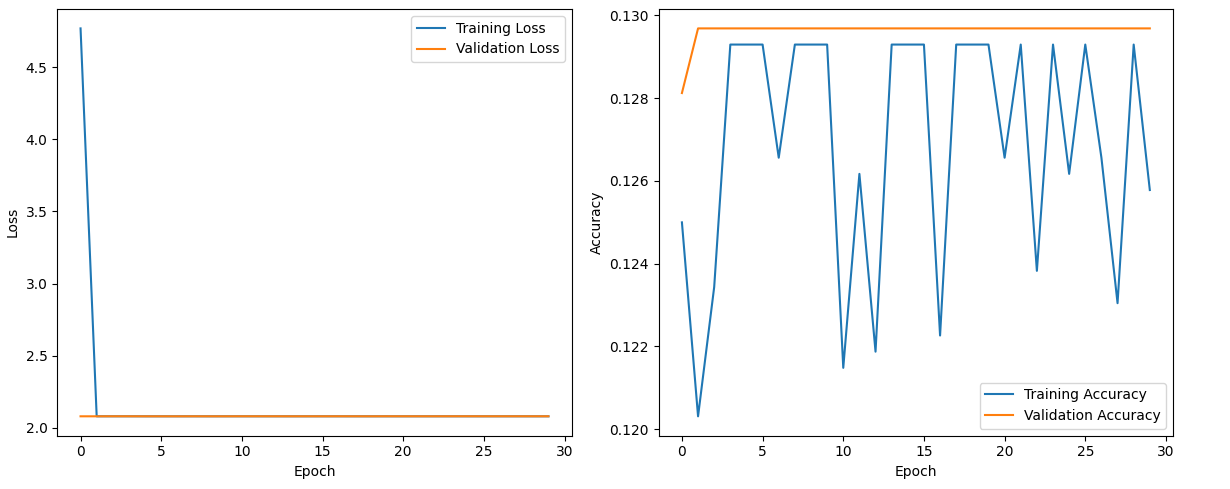 Training Loss
Validation Loss
4.5
4.0
3.5
3.0
2.5
2.0
0 5 10 15 20 25 30
Epoch
Loss
0.130
0.128
0.126
0.124
0.122
0.120
Training Accuracy
Validation Accuracy
0 5 10 15 20 25 30
Epoch
Accuracy